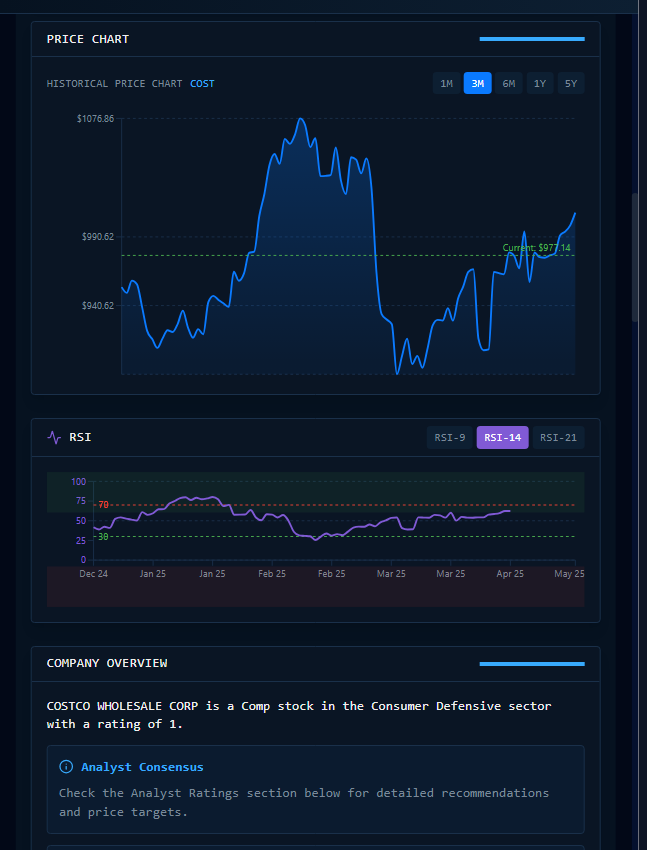 PRICE CHART
HISTORICAL PRICE CHART COST
1M 3M 6M 1Y 5Y
$1076.86
$990.62
Current: $977.14
$940.62
RSI
RSI-9 RSI-14 RSI-21
100
75
70
50
30
25
0
Dec 24 Jan 25 Jan 25 Feb 25 Feb 25 Mar 25 Mar 25 Apr 25 May 25
COMPANY OVERVIEW
COSTCO WHOLESALE CORP is a Comp stock in the Consumer Defensive sector
with a rating of 1.
Analyst Consensus
Check the Analyst Ratings section below for detailed recommendations
and price targets.